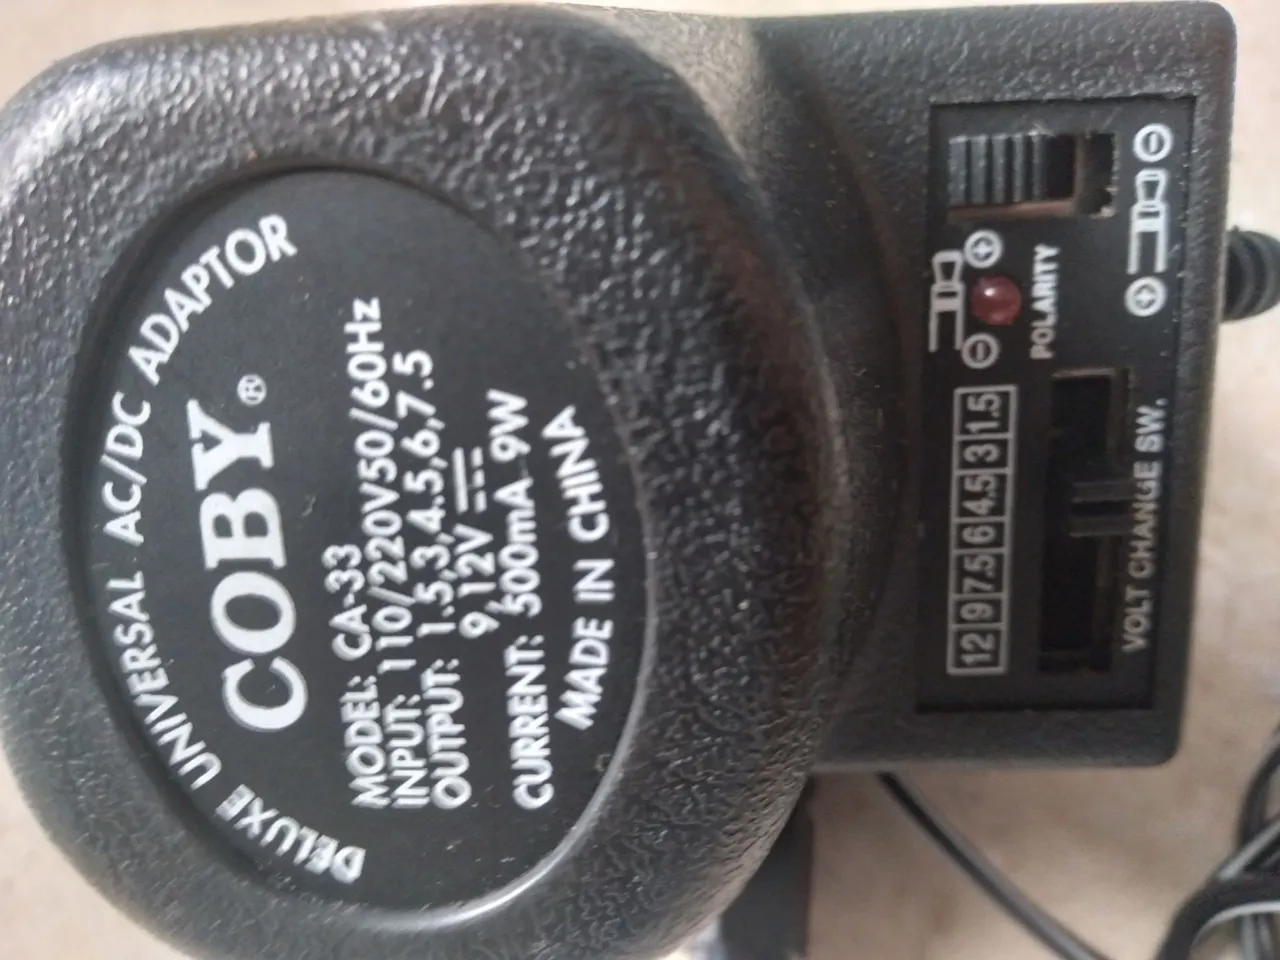 DELUXE UNIVERSAL AC/DC ADAPTOR
COBY®
MODEL: CA-33
INPUT: 110/220V50/60Hz
OUTPUT: 1.5,3,4.5,6,7.5
9,12V
CURRENT: 500mA 9W
MADE IN CHINA
12 9 7.5 6 4.5 3 1.5
VOLT CHANGE SW.
⊖ ⊕
POLARITY
⊕ ⊖